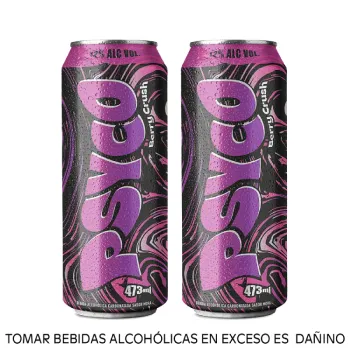 12% ALC VOL.
PSYCO
Berry Crush
473ml
12% ALC VOL.
PSYCO
Berry Crush
473ml
TOMAR BEBIDAS ALCOHÓLICAS EN EXCESO ES DAÑINO